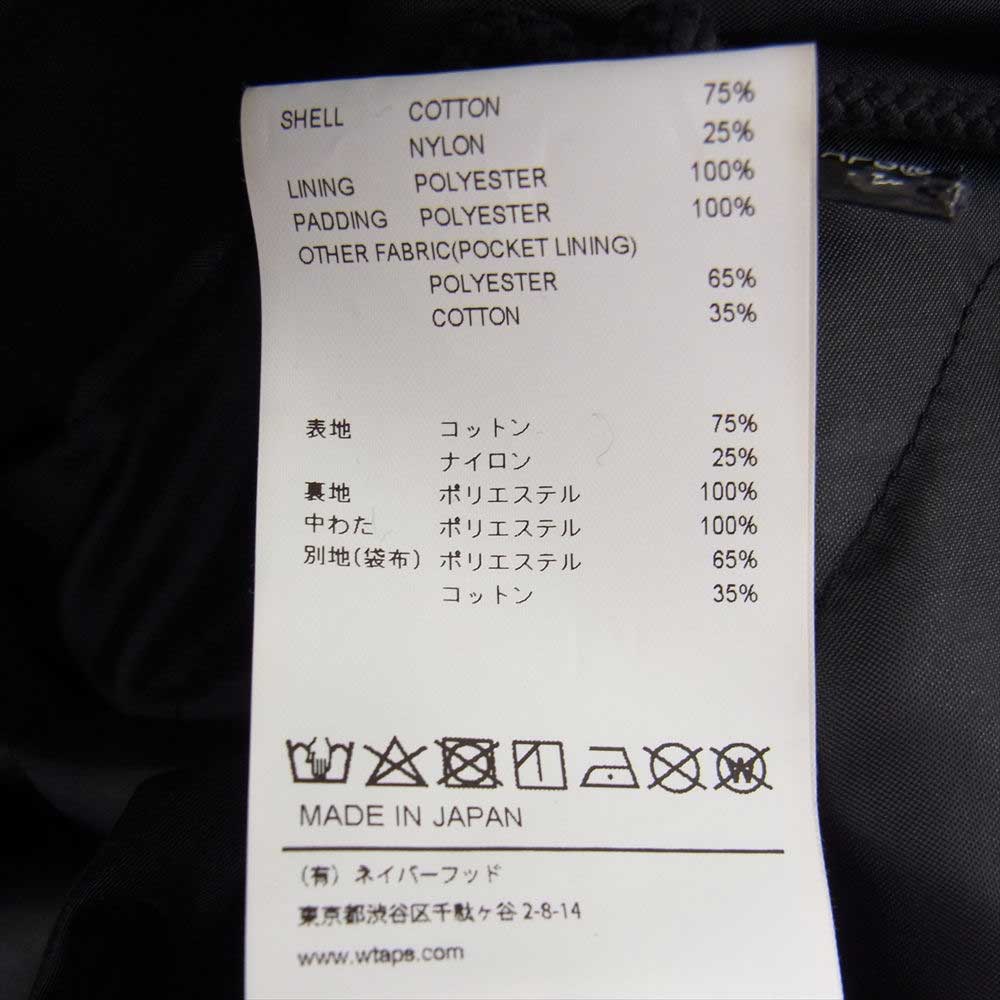 SHELL COTTON 75%
NYLON 25%
LINING POLYESTER 100%
PADDING POLYESTER 100%
OTHER FABRIC(POCKET LINING)
POLYESTER 65%
COTTON 35%
表地 コットン 75%
ナイロン 25%
裏地 ポリエステル 100%
中わた ポリエステル 100%
別地(袋布) ポリエステル 65%
コットン 35%
W
MADE IN JAPAN
(有) ネイバーフッド
東京都渋谷区千駄ヶ谷 2-8-14
www.wtaps.com